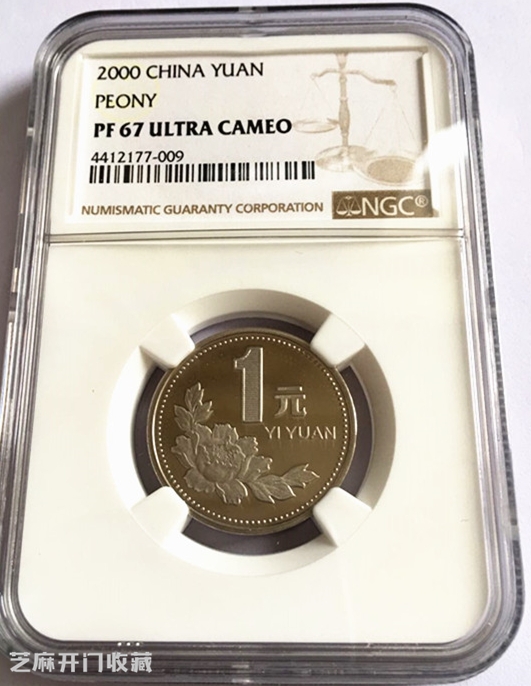 2000 CHINA YUAN
PEONY
PF 67 ULTRA CAMEO
4412177-009
NUMISMATIC GUARANTY CORPORATION
NGC®
1元
YI YUAN
芝麻开门收藏